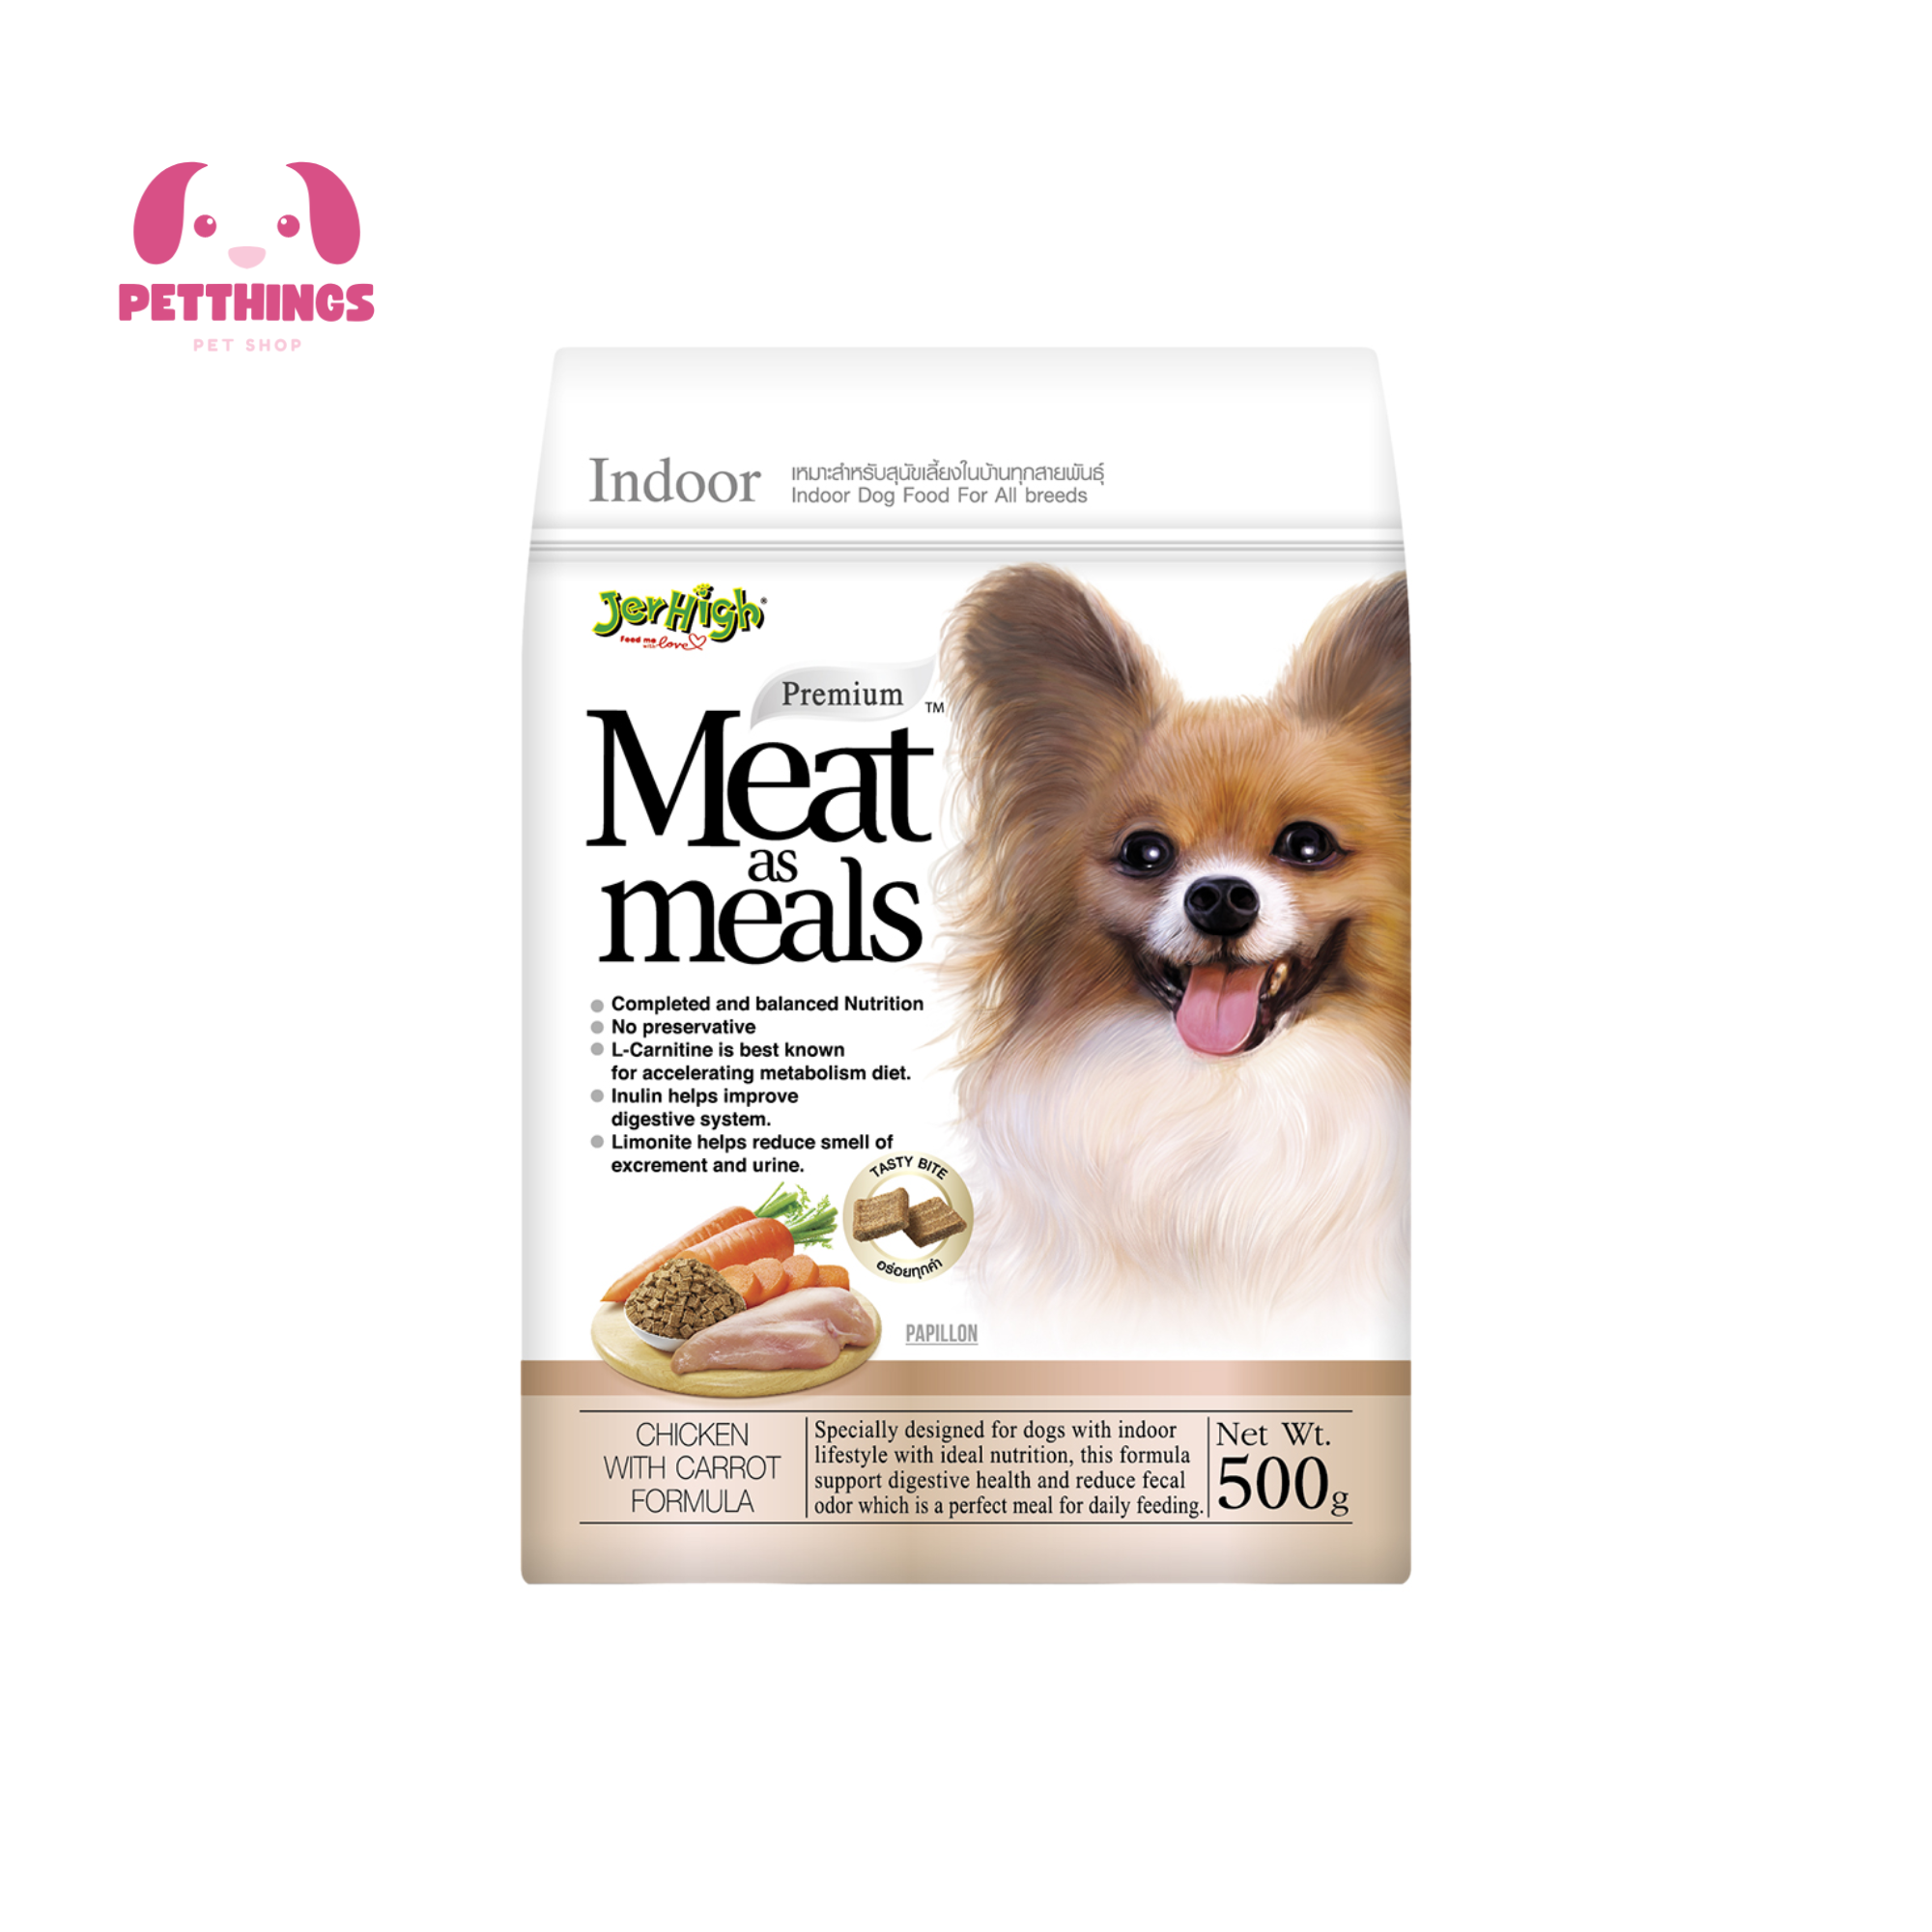 PETTHINGS
PET SHOP
Indoor
เหมาะสำหรับสุนัขเลี้ยงในบ้านทุกสายพันธุ์
Indoor Dog Food For All breeds
JerHigh®
Feed me
with love
Premium
Meat™
as
meals
Completed and balanced Nutrition
No preservative
L-Carnitine is best known
for accelerating metabolism diet.
Inulin helps improve
digestive system.
Limonite helps reduce smell of
excrement and urine.
TASTY BITE
อร่อยทุกคำ
PAPILLON
CHICKEN
WITH CARROT
FORMULA
Specially designed for dogs with indoor
lifestyle with ideal nutrition, this formula
support digestive health and reduce fecal
odor which is a perfect meal for daily feeding.
Net Wt.
500g